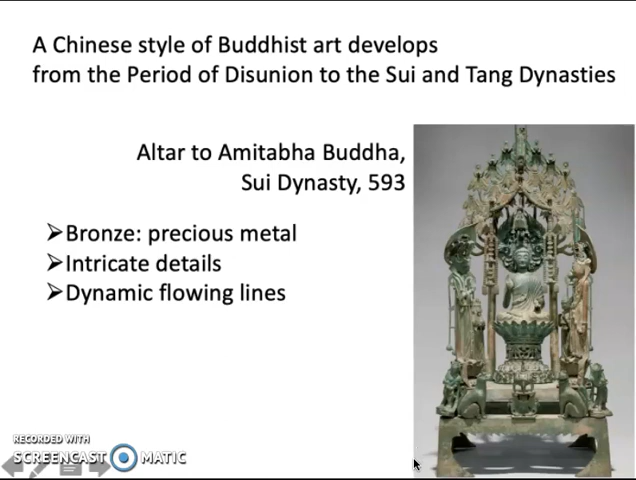 A Chinese style of Buddhist art develops
from the Period of Disunion to the Sui and Tang Dynasties
Altar to Amitabha Buddha,
Sui Dynasty, 593
➢Bronze: precious metal
➢Intricate details
➢Dynamic flowing lines
RECORDED WITH
SCREENCAST MATIC